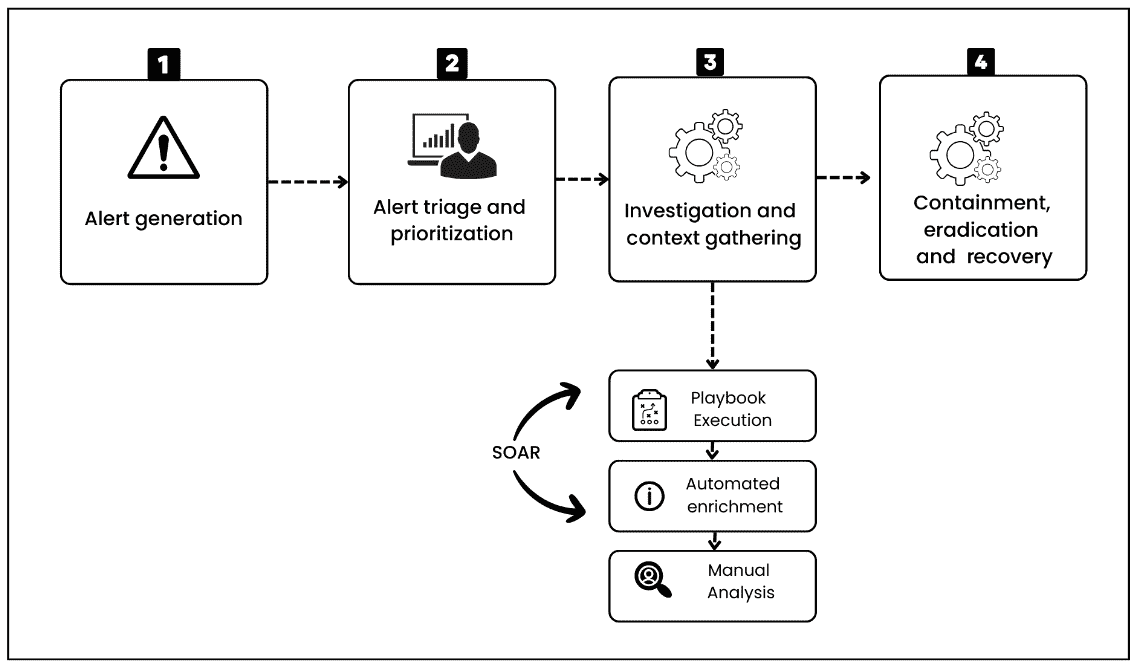 1
Alert generation
2
Alert triage and
prioritization
3
Investigation and
context gathering
4
Containment,
eradication
and recovery
SOAR
Playbook
Execution
Automated
enrichment
Manual
Analysis